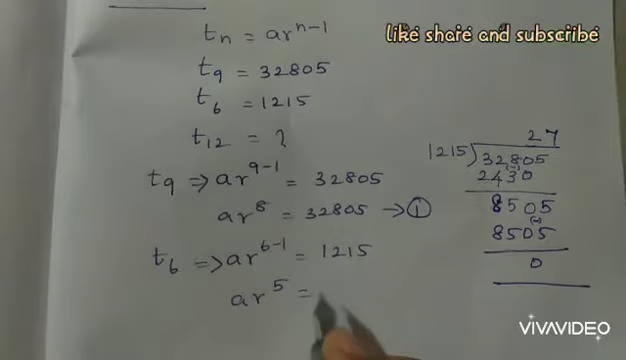 like share and subscribe
tn = ar^n-1
t9 = 32805
t6 = 1215
t12 = ?
t9 => ar^9-1 = 32805
ar^8 = 32805 → ①
t6 => ar^6-1 = 1215
ar^5 =
27
1215)32805
2430
(-)
8505
(-)
8505
0
VIVAVIDEO